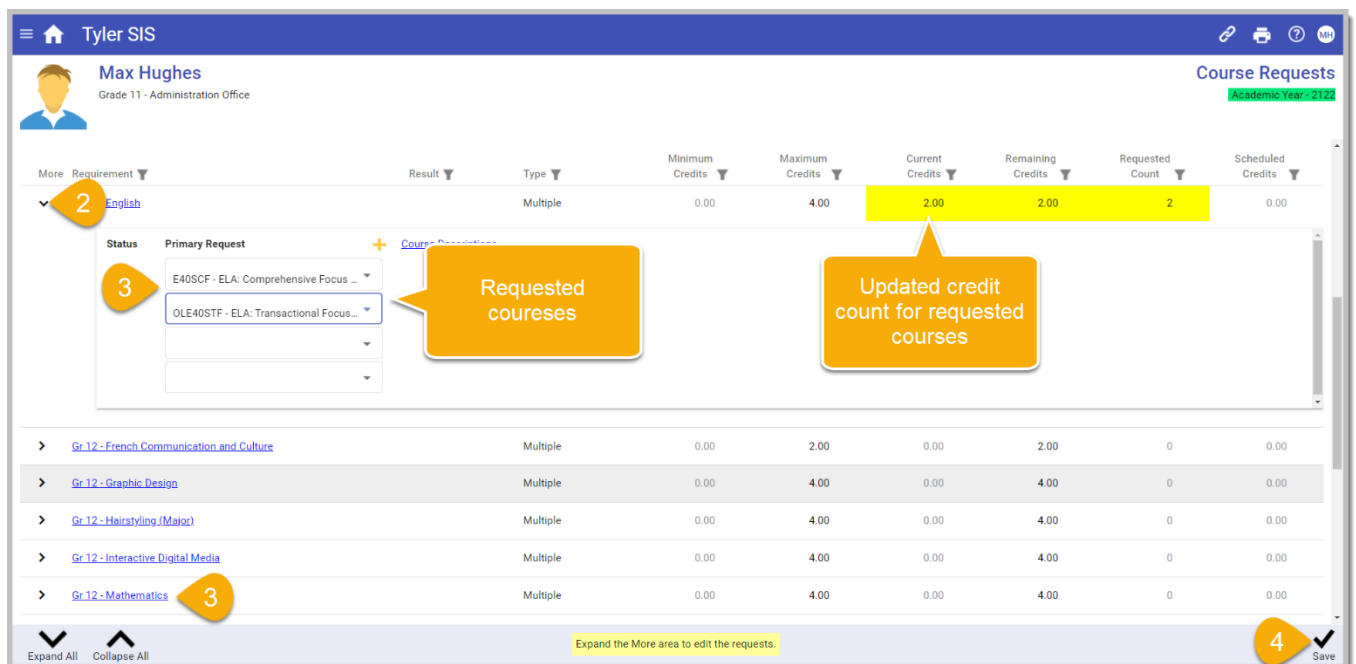 Tyler SIS
MH
Max Hughes
Grade 11 - Administration Office
Course Requests
Academic Year - 2122
More Requirement Result Type Minimum Credits Maximum Credits Current Credits Remaining Credits Requested Count Scheduled Credits
2 English Multiple 0.00 4.00 2.00 2.00 2 0.00
Status Primary Request + Course
3 E40SCF - ELA: Comprehensive Focus ...
OLE40STF - ELA: Transactional Focus...
Requested
coureses
Updated credit
count for requested
courses
Gr 12 - French Communication and Culture Multiple 0.00 2.00 0.00 2.00 0 0.00
Gr 12 - Graphic Design Multiple 0.00 4.00 0.00 4.00 0 0.00
Gr 12 - Hairstyling (Major) Multiple 0.00 4.00 0.00 4.00 0 0.00
Gr 12 - Interactive Digital Media Multiple 0.00 4.00 0.00 4.00 0 0.00
Gr 12 - Mathematics 3 Multiple 0.00 4.00 0.00 4.00 0 0.00
Expand All Collapse All Expand the More area to edit the requests. 4 Save